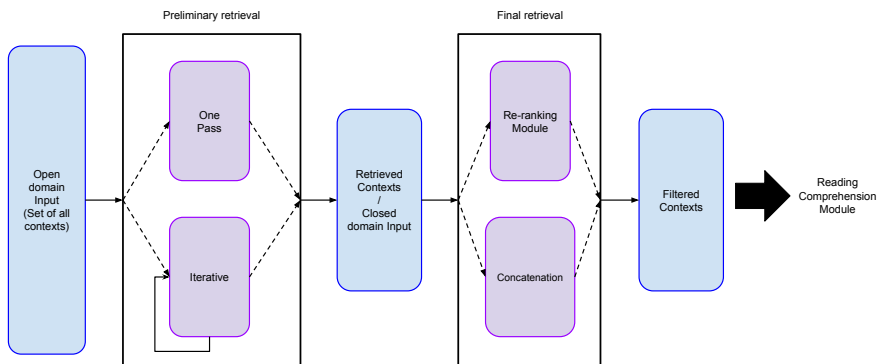 Preliminary retrieval
Final retrieval
Open
domain
Input
(Set of all
contexts)
One
Pass
Iterative
Retrieved
Contexts
/
Closed
domain Input
Re-ranking
Module
Concatenation
Filtered
Contexts
Reading
Comprehension
Module